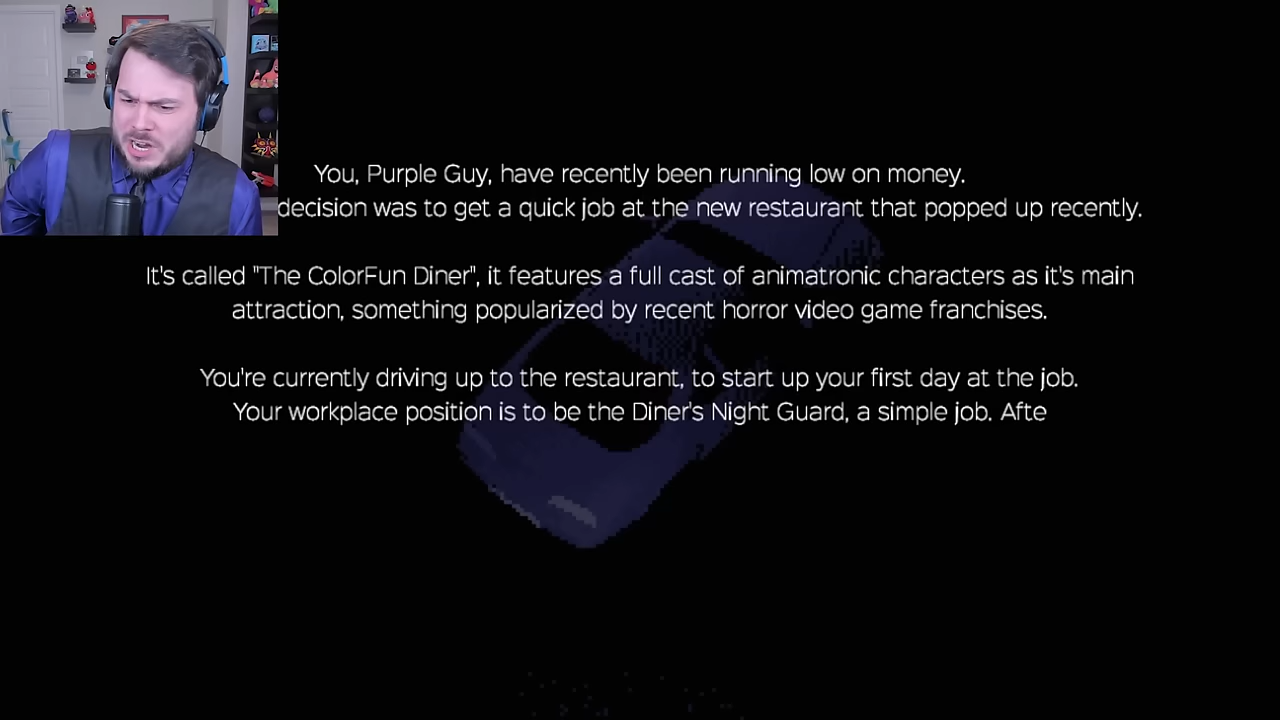 You, Purple Guy, have recently been running low on money.
decision was to get a quick job at the new restaurant that popped up recently.
It's called "The ColorFun Diner", it features a full cast of animatronic characters as it's main
attraction, something popularized by recent horror video game franchises.
You're currently driving up to the restaurant, to start up your first day at the job.
Your workplace position is to be the Diner's Night Guard, a simple job. Afte